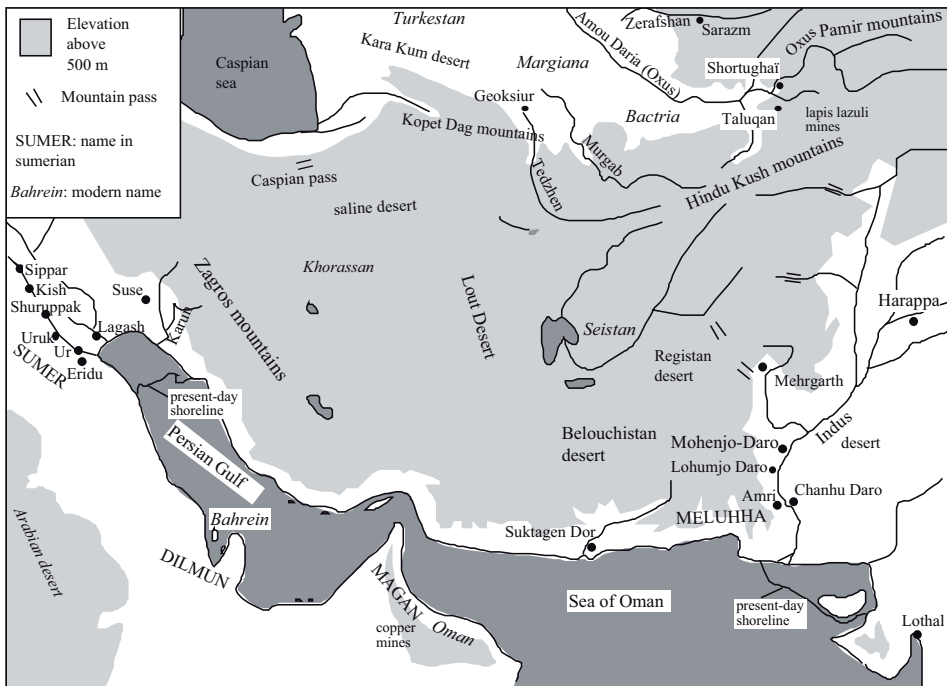 Elevation
above
500 m
Mountain pass
SUMER: name in
sumerian
Bahrein: modern name
Caspian
sea
Turkestan
Kara Kum desert
Margiana
Amou Daria (Oxus)
Zerafshan
Sarazm
Oxus
Pamir mountains
Shortughaï
Geoksiur
Kopet Dag mountains
Bactria
Taluqan
lapis lazuli
mines
Murgab
Tedzhen
Hindu Kush mountains
Caspian pass
saline desert
Khorassan
Zagros mountains
Lout Desert
Seistan
Registan
desert
Harappa
Mehrgarth
Sippar
Kish
Shuruppak
Suse
Karun
Lagash
Uruk
Ur
Eridu
SUMER
present-day
shoreline
Persian Gulf
Belouchistan
desert
Mohenjo-Daro
Indus
desert
Lohumjo Daro
Amri
Chanhu Daro
MELUHHA
Suktagen Dor
Arabian desert
Bahrein
DILMUN
MAGAN
Oman
copper
mines
Sea of Oman
present-day
shoreline
Lothal